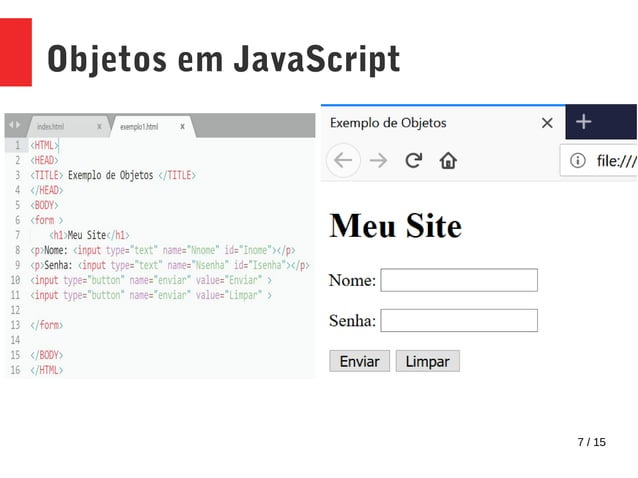 Objetos em JavaScript
index.html x exemplo1.html x
1 <HTML>
2 <HEAD>
3 <TITLE> Exemplo de Objetos </TITLE>
4 </HEAD>
5 <BODY>
6 <form >
7 <h1>Meu Site</h1>
8 <p>Nome: <input type="text" name="Nnome" id="Inome"></p>
9 <p>Senha: <input type="text" name="Nsenha" id="Isenha"></p>
10 <input type="button" name="enviar" value="Enviar" >
11 <input type="button" name="enviar" value="Limpar" >
12
13 </form>
14
15 </BODY>
16 </HTML>
Exemplo de Objetos
file:///
Meu Site
Nome:
Senha:
Enviar Limpar
7 / 15